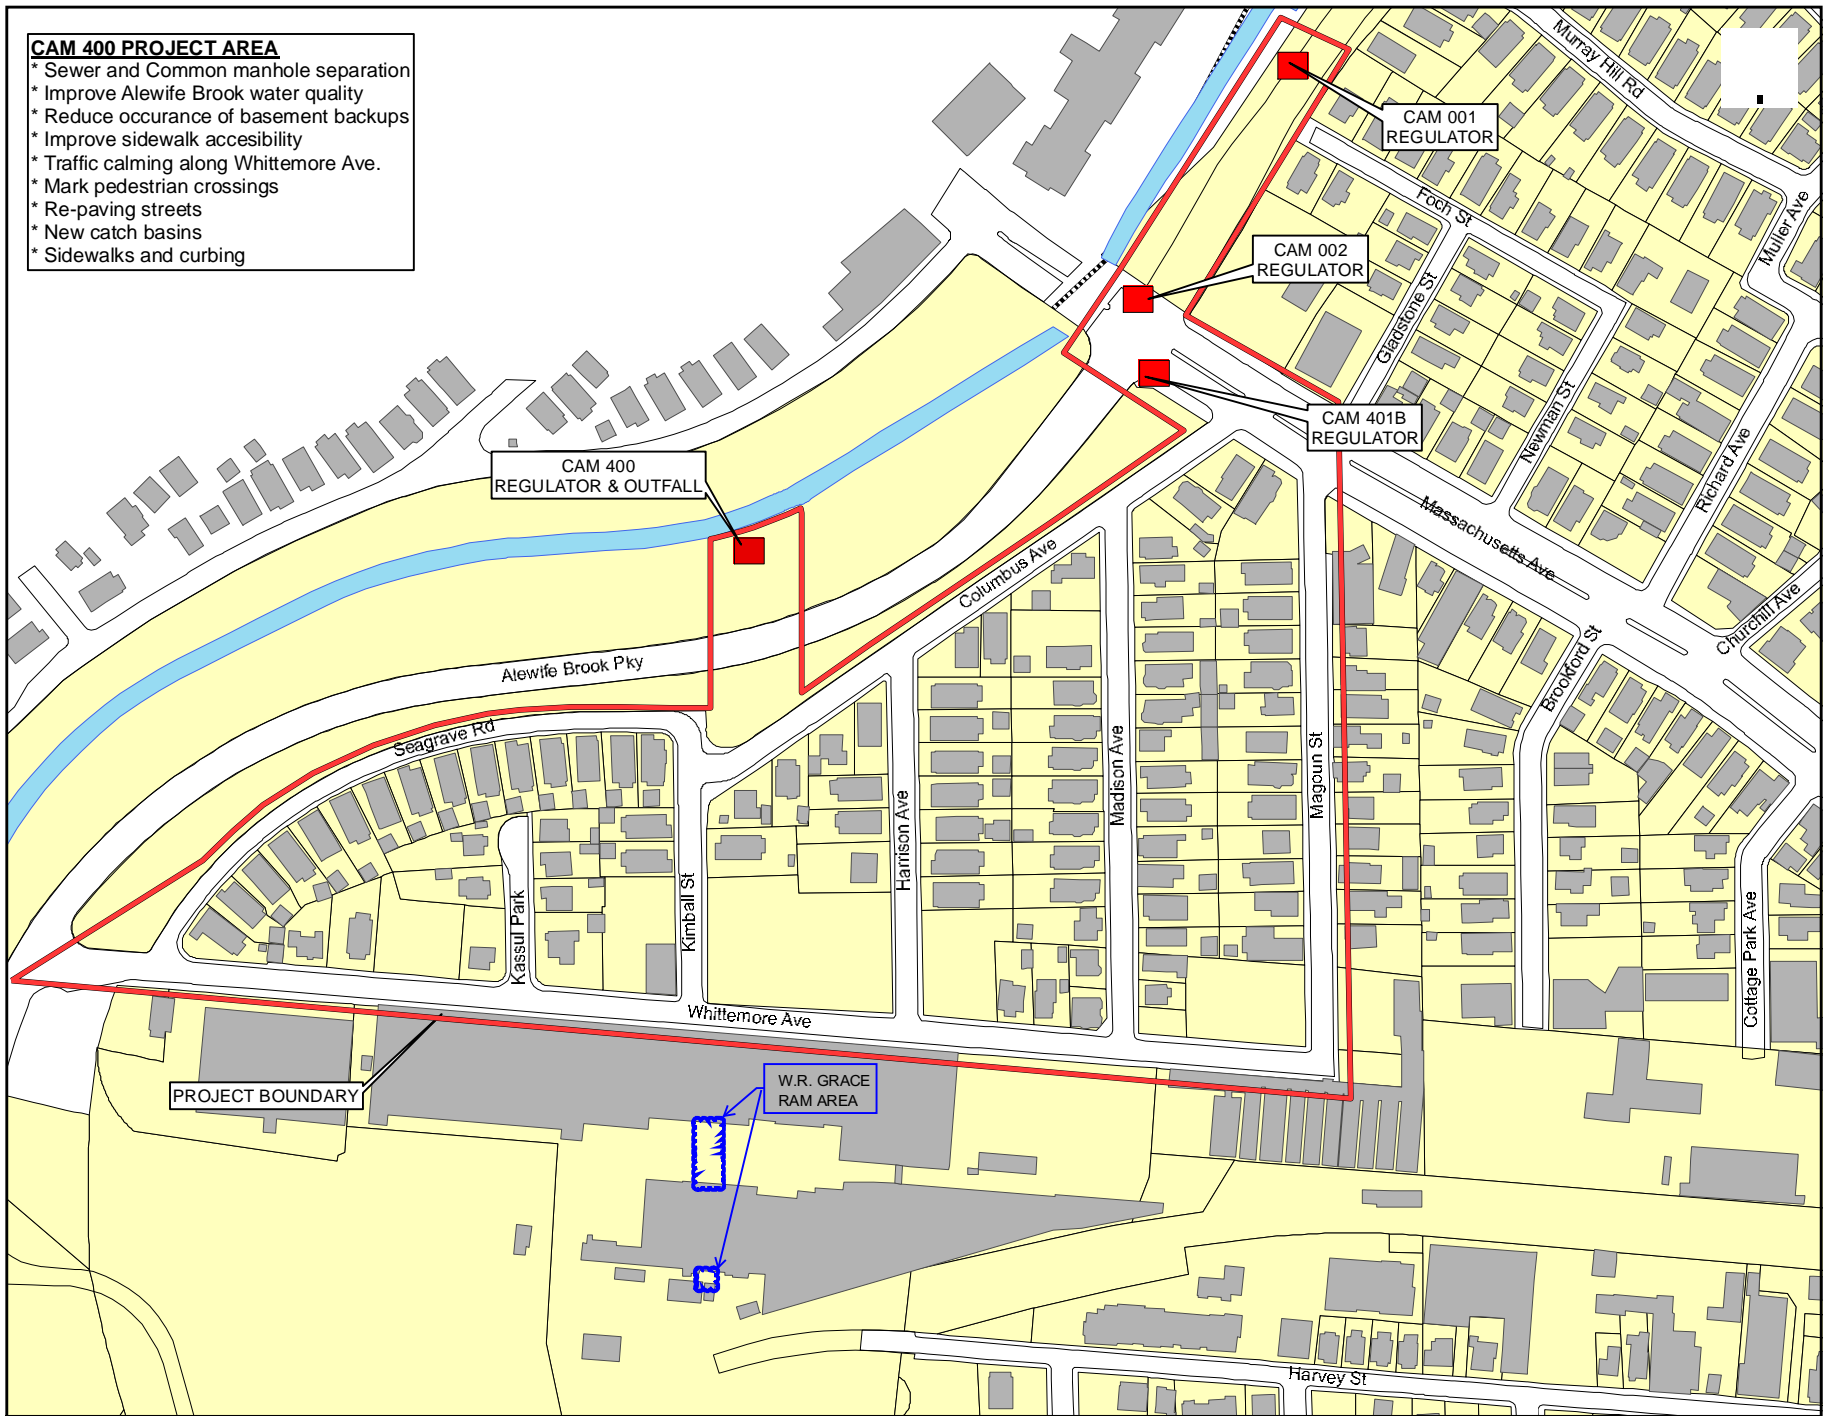 CAM 400 PROJECT AREA
* Sewer and Common manhole separation
* Improve Alewife Brook water quality
* Reduce occurance of basement backups
* Improve sidewalk accesibility
* Traffic calming along Whittemore Ave.
* Mark pedestrian crossings
* Re-paving streets
* New catch basins
* Sidewalks and curbing
Murray Hill Rd
CAM 001
REGULATOR
Foch St
Muller Ave
CAM 002
REGULATOR
Gladstone St
Newman St
Richard Ave
CAM 401B
REGULATOR
CAM 400
REGULATOR & OUTFALL
Massachusetts Ave
Columbus Ave
Churchill Ave
Brookford St
Alewife Brook Pky
Seagrave Rd
Harrison Ave
Madison Ave
Magoun St
Kassul Park
Kimball St
Cottage Park Ave
Whittemore Ave
PROJECT BOUNDARY
W.R. GRACE
RAM AREA
Harvey St